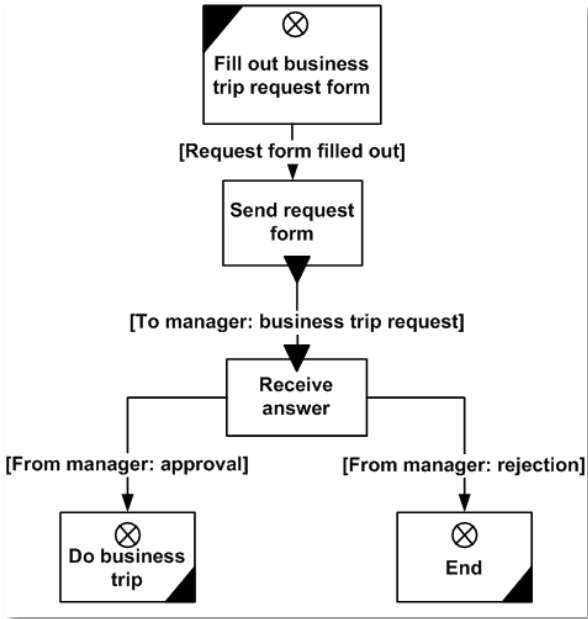 Fill out business
trip request form
[Request form filled out]
Send request
form
[To manager: business trip request]
Receive
answer
[From manager: approval]
[From manager: rejection]
Do business
trip
End